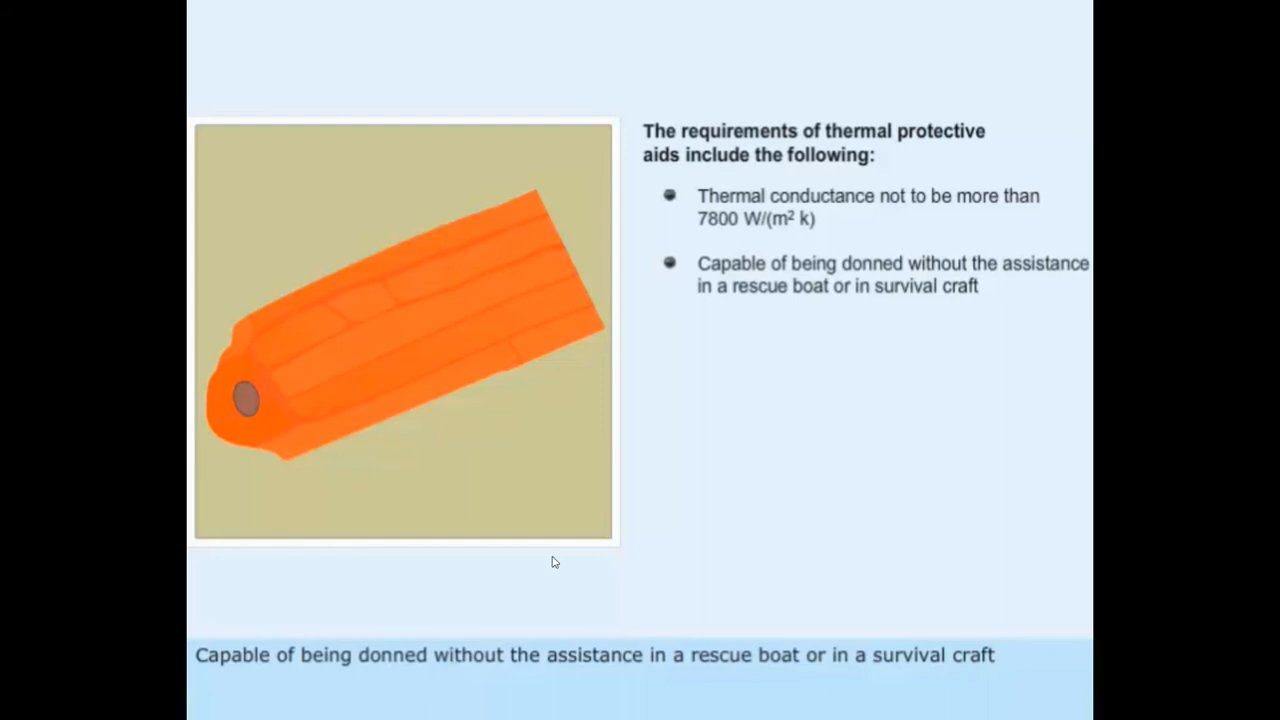 The requirements of thermal protective
aids include the following:
Thermal conductance not to be more than
7800 W/(m² k)
Capable of being donned without the assistance
in a rescue boat or in survival craft
Capable of being donned without the assistance in a rescue boat or in a survival craft